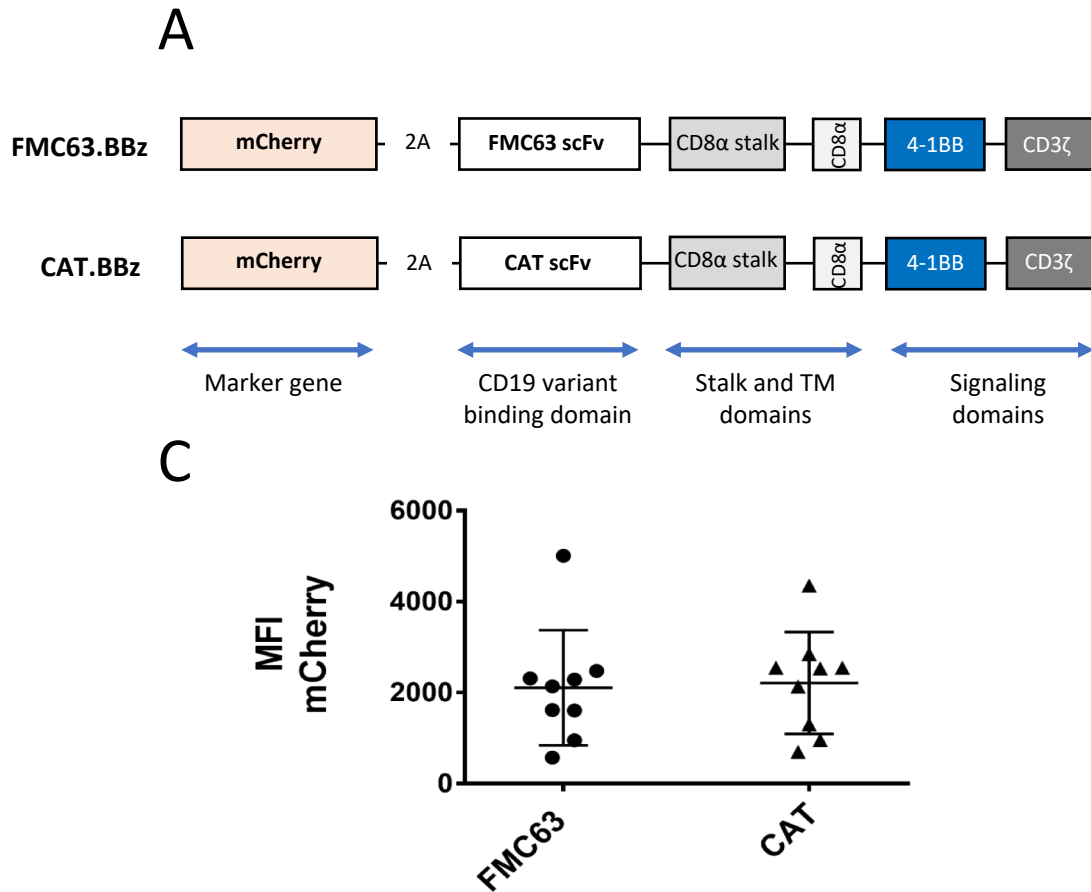 A
FMC63.BBz mCherry 2A FMC63 scFv CD8α stalk CD8α 4-1BB CD3ζ
CAT.BBz mCherry 2A CAT scFv CD8α stalk CD8α 4-1BB CD3ζ
Marker gene
CD19 variant
binding domain
Stalk and TM
domains
Signaling
domains
C
MFI
mCherry
6000
4000
2000
0
FMC63
CAT